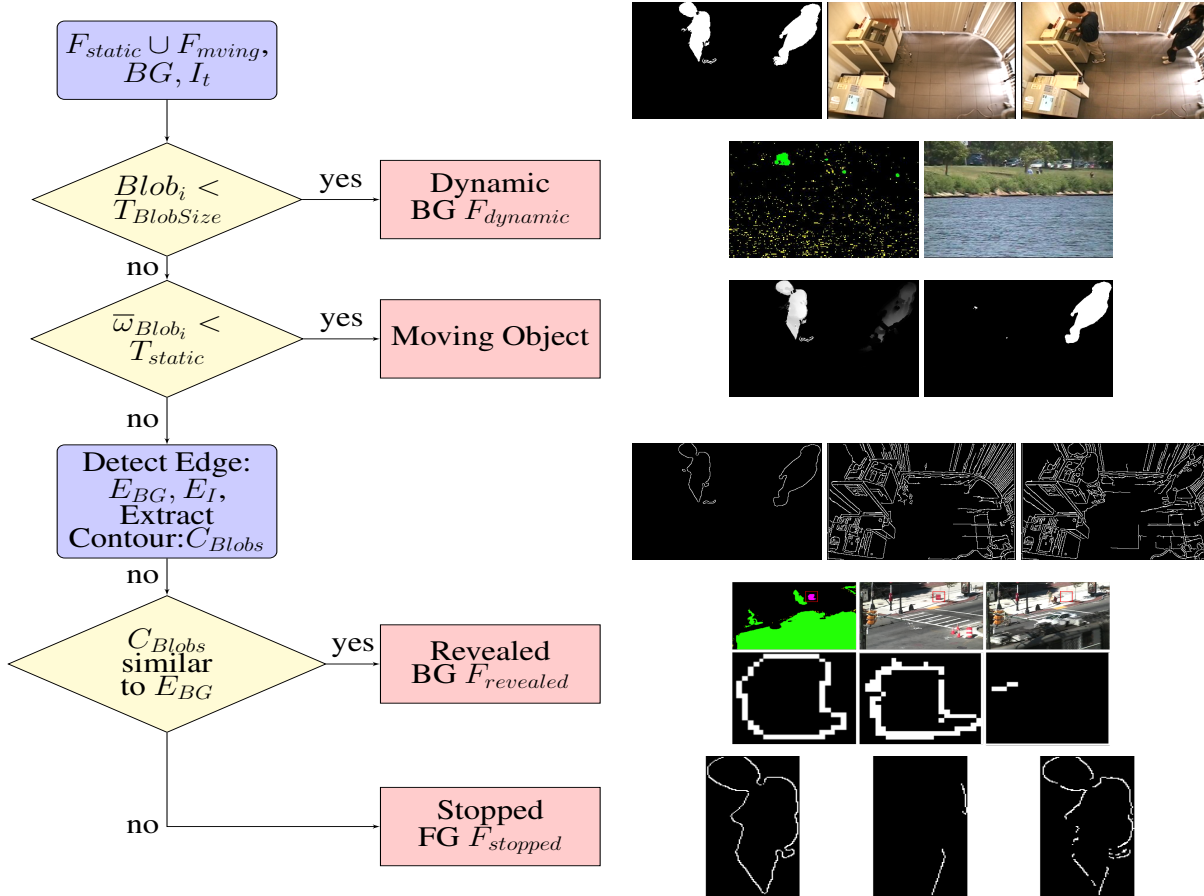 F_{static} ∪ F_{mving},
BG, I_t
Blob_i <
T_{BlobSize}
yes
Dynamic
BG F_{dynamic}
no
ω̅_{Blob_i} <
T_{static}
yes
Moving Object
no
Detect Edge:
E_{BG}, E_I,
Extract
Contour:C_{Blobs}
no
C_{Blobs}
similar
to E_{BG}
yes
Revealed
BG F_{revealed}
no
Stopped
FG F_{stopped}